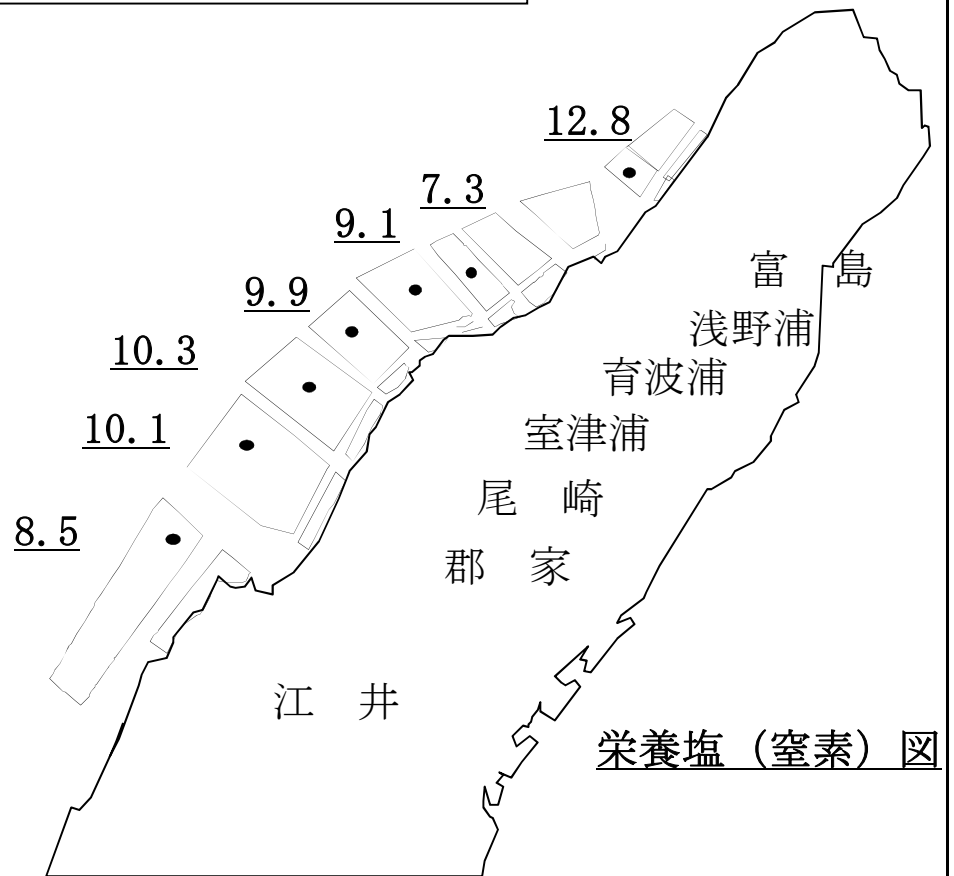 12.8
7.3
9.1
9.9
10.3
10.1
8.5
富　島
浅野浦
育波浦
室津浦
尾　崎
郡　家
江　井
栄養塩（窒素）図